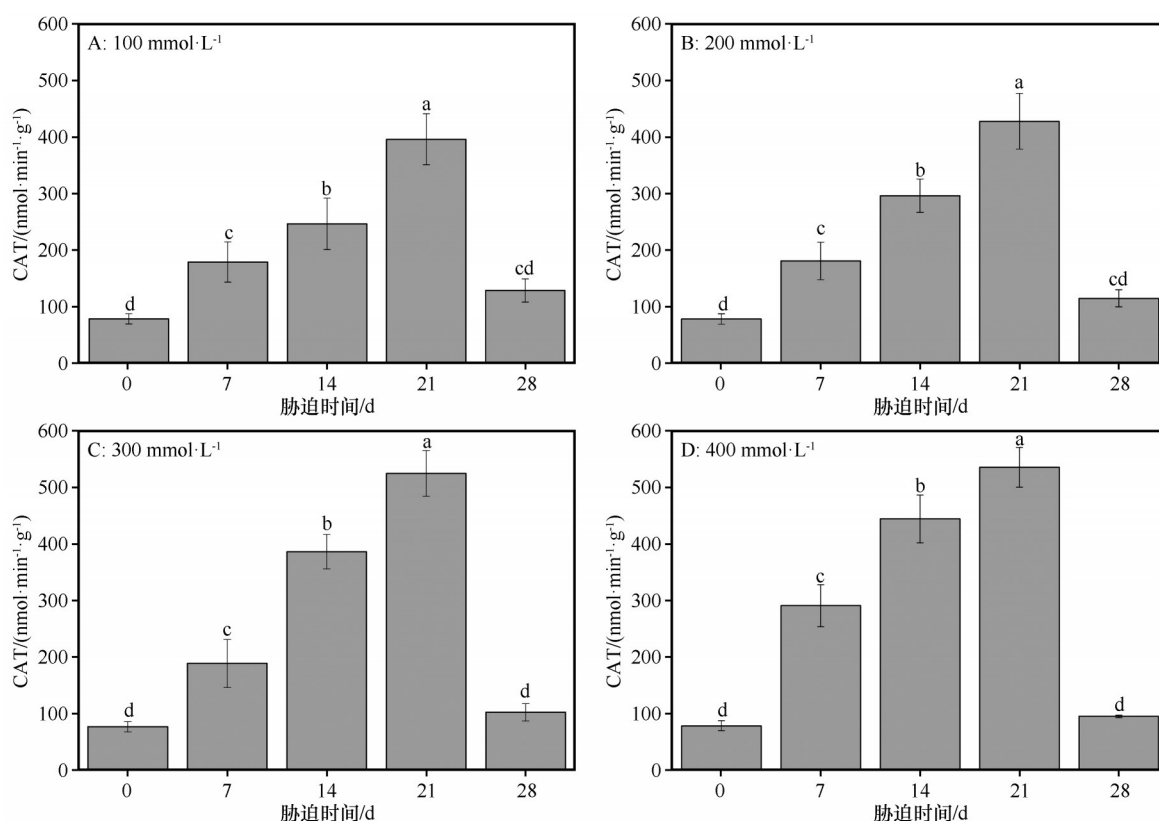 A: 100 mmol·L⁻¹
CAT/(nmol·min⁻¹·g⁻¹)
600
500
400
300
200
100
0
d
c
b
a
cd
0 7 14 21 28
胁迫时间/d
B: 200 mmol·L⁻¹
CAT/(nmol·min⁻¹·g⁻¹)
600
500
400
300
200
100
0
d
c
b
a
cd
0 7 14 21 28
胁迫时间/d
C: 300 mmol·L⁻¹
CAT/(nmol·min⁻¹·g⁻¹)
600
500
400
300
200
100
0
d
c
b
a
d
0 7 14 21 28
胁迫时间/d
D: 400 mmol·L⁻¹
CAT/(nmol·min⁻¹·g⁻¹)
600
500
400
300
200
100
0
d
c
b
a
d
0 7 14 21 28
胁迫时间/d